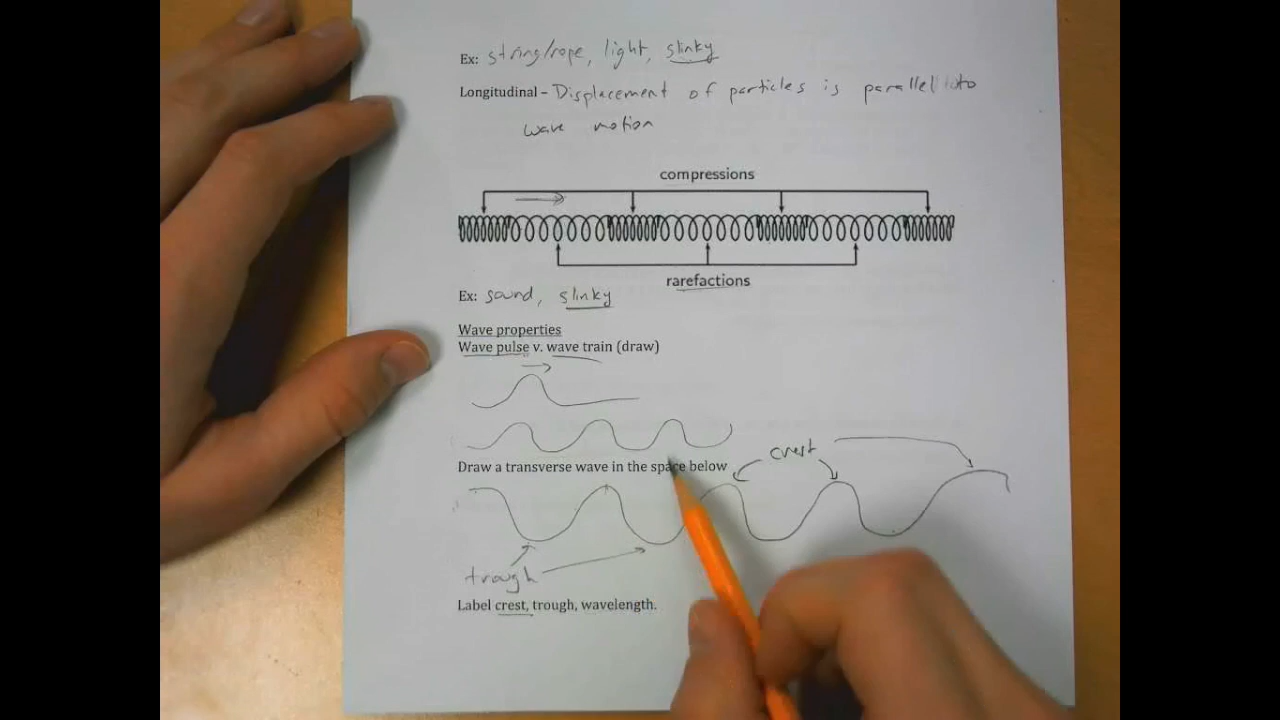 Ex: string/rope, light, slinky
Longitudinal – Displacement of particles is parallel to
wave motion
compressions
rarefactions
Ex: sound, slinky
Wave properties
Wave pulse v. wave train (draw)
crest
Draw a transverse wave in the space below
trough
Label crest, trough, wavelength.